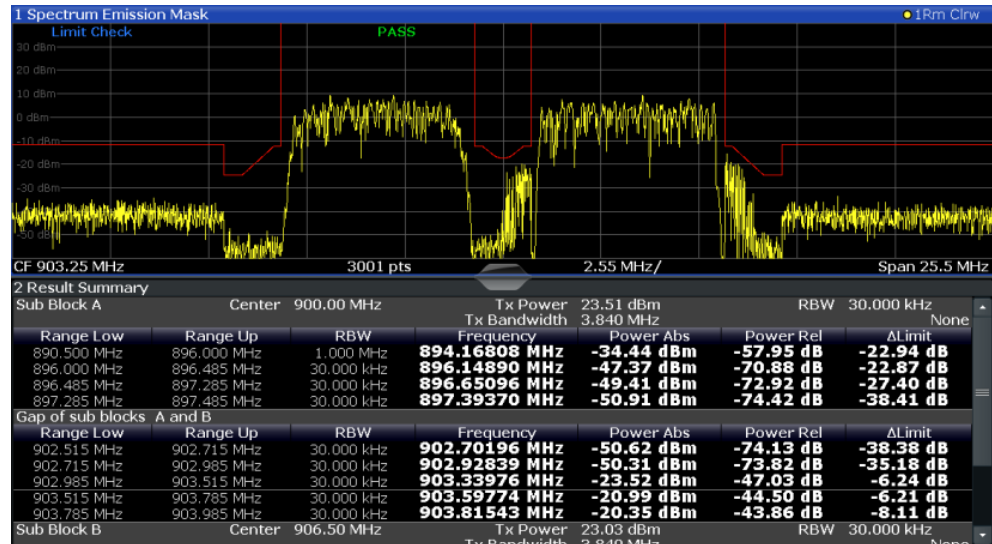 1 Spectrum Emission Mask 1Rm Clrw
Limit Check PASS
30 dBm
20 dBm
10 dBm
0 dBm
-10 dBm
-20 dBm
-30 dBm
CF 903.25 MHz 3001 pts 2.55 MHz/ Span 25.5 MHz
2 Result Summary
Sub Block A Center 900.00 MHz Tx Power 23.51 dBm RBW 30.000 kHz
Tx Bandwidth 3.840 MHz None
Range Low Range Up RBW Frequency Power Abs Power Rel ΔLimit
890.500 MHz 896.000 MHz 1.000 MHz 894.16808 MHz -34.44 dBm -57.95 dB -22.94 dB
896.000 MHz 896.485 MHz 30.000 kHz 896.14890 MHz -47.37 dBm -70.88 dB -22.87 dB
896.485 MHz 897.285 MHz 30.000 kHz 896.65096 MHz -49.41 dBm -72.92 dB -27.40 dB
897.285 MHz 897.485 MHz 30.000 kHz 897.39370 MHz -50.91 dBm -74.42 dB -38.41 dB
Gap of sub blocks A and B
Range Low Range Up RBW Frequency Power Abs Power Rel ΔLimit
902.515 MHz 902.715 MHz 30.000 kHz 902.70196 MHz -50.62 dBm -74.13 dB -38.38 dB
902.715 MHz 902.985 MHz 30.000 kHz 902.92839 MHz -50.31 dBm -73.82 dB -35.18 dB
902.985 MHz 903.515 MHz 30.000 kHz 903.33976 MHz -23.52 dBm -47.03 dB -6.24 dB
903.515 MHz 903.785 MHz 30.000 kHz 903.59774 MHz -20.99 dBm -44.50 dB -6.21 dB
903.785 MHz 903.985 MHz 30.000 kHz 903.81543 MHz -20.35 dBm -43.86 dB -8.11 dB
Sub Block B Center 906.50 MHz Tx Power 23.03 dBm RBW 30.000 kHz
Tx Bandwidth 3.840 MHz None